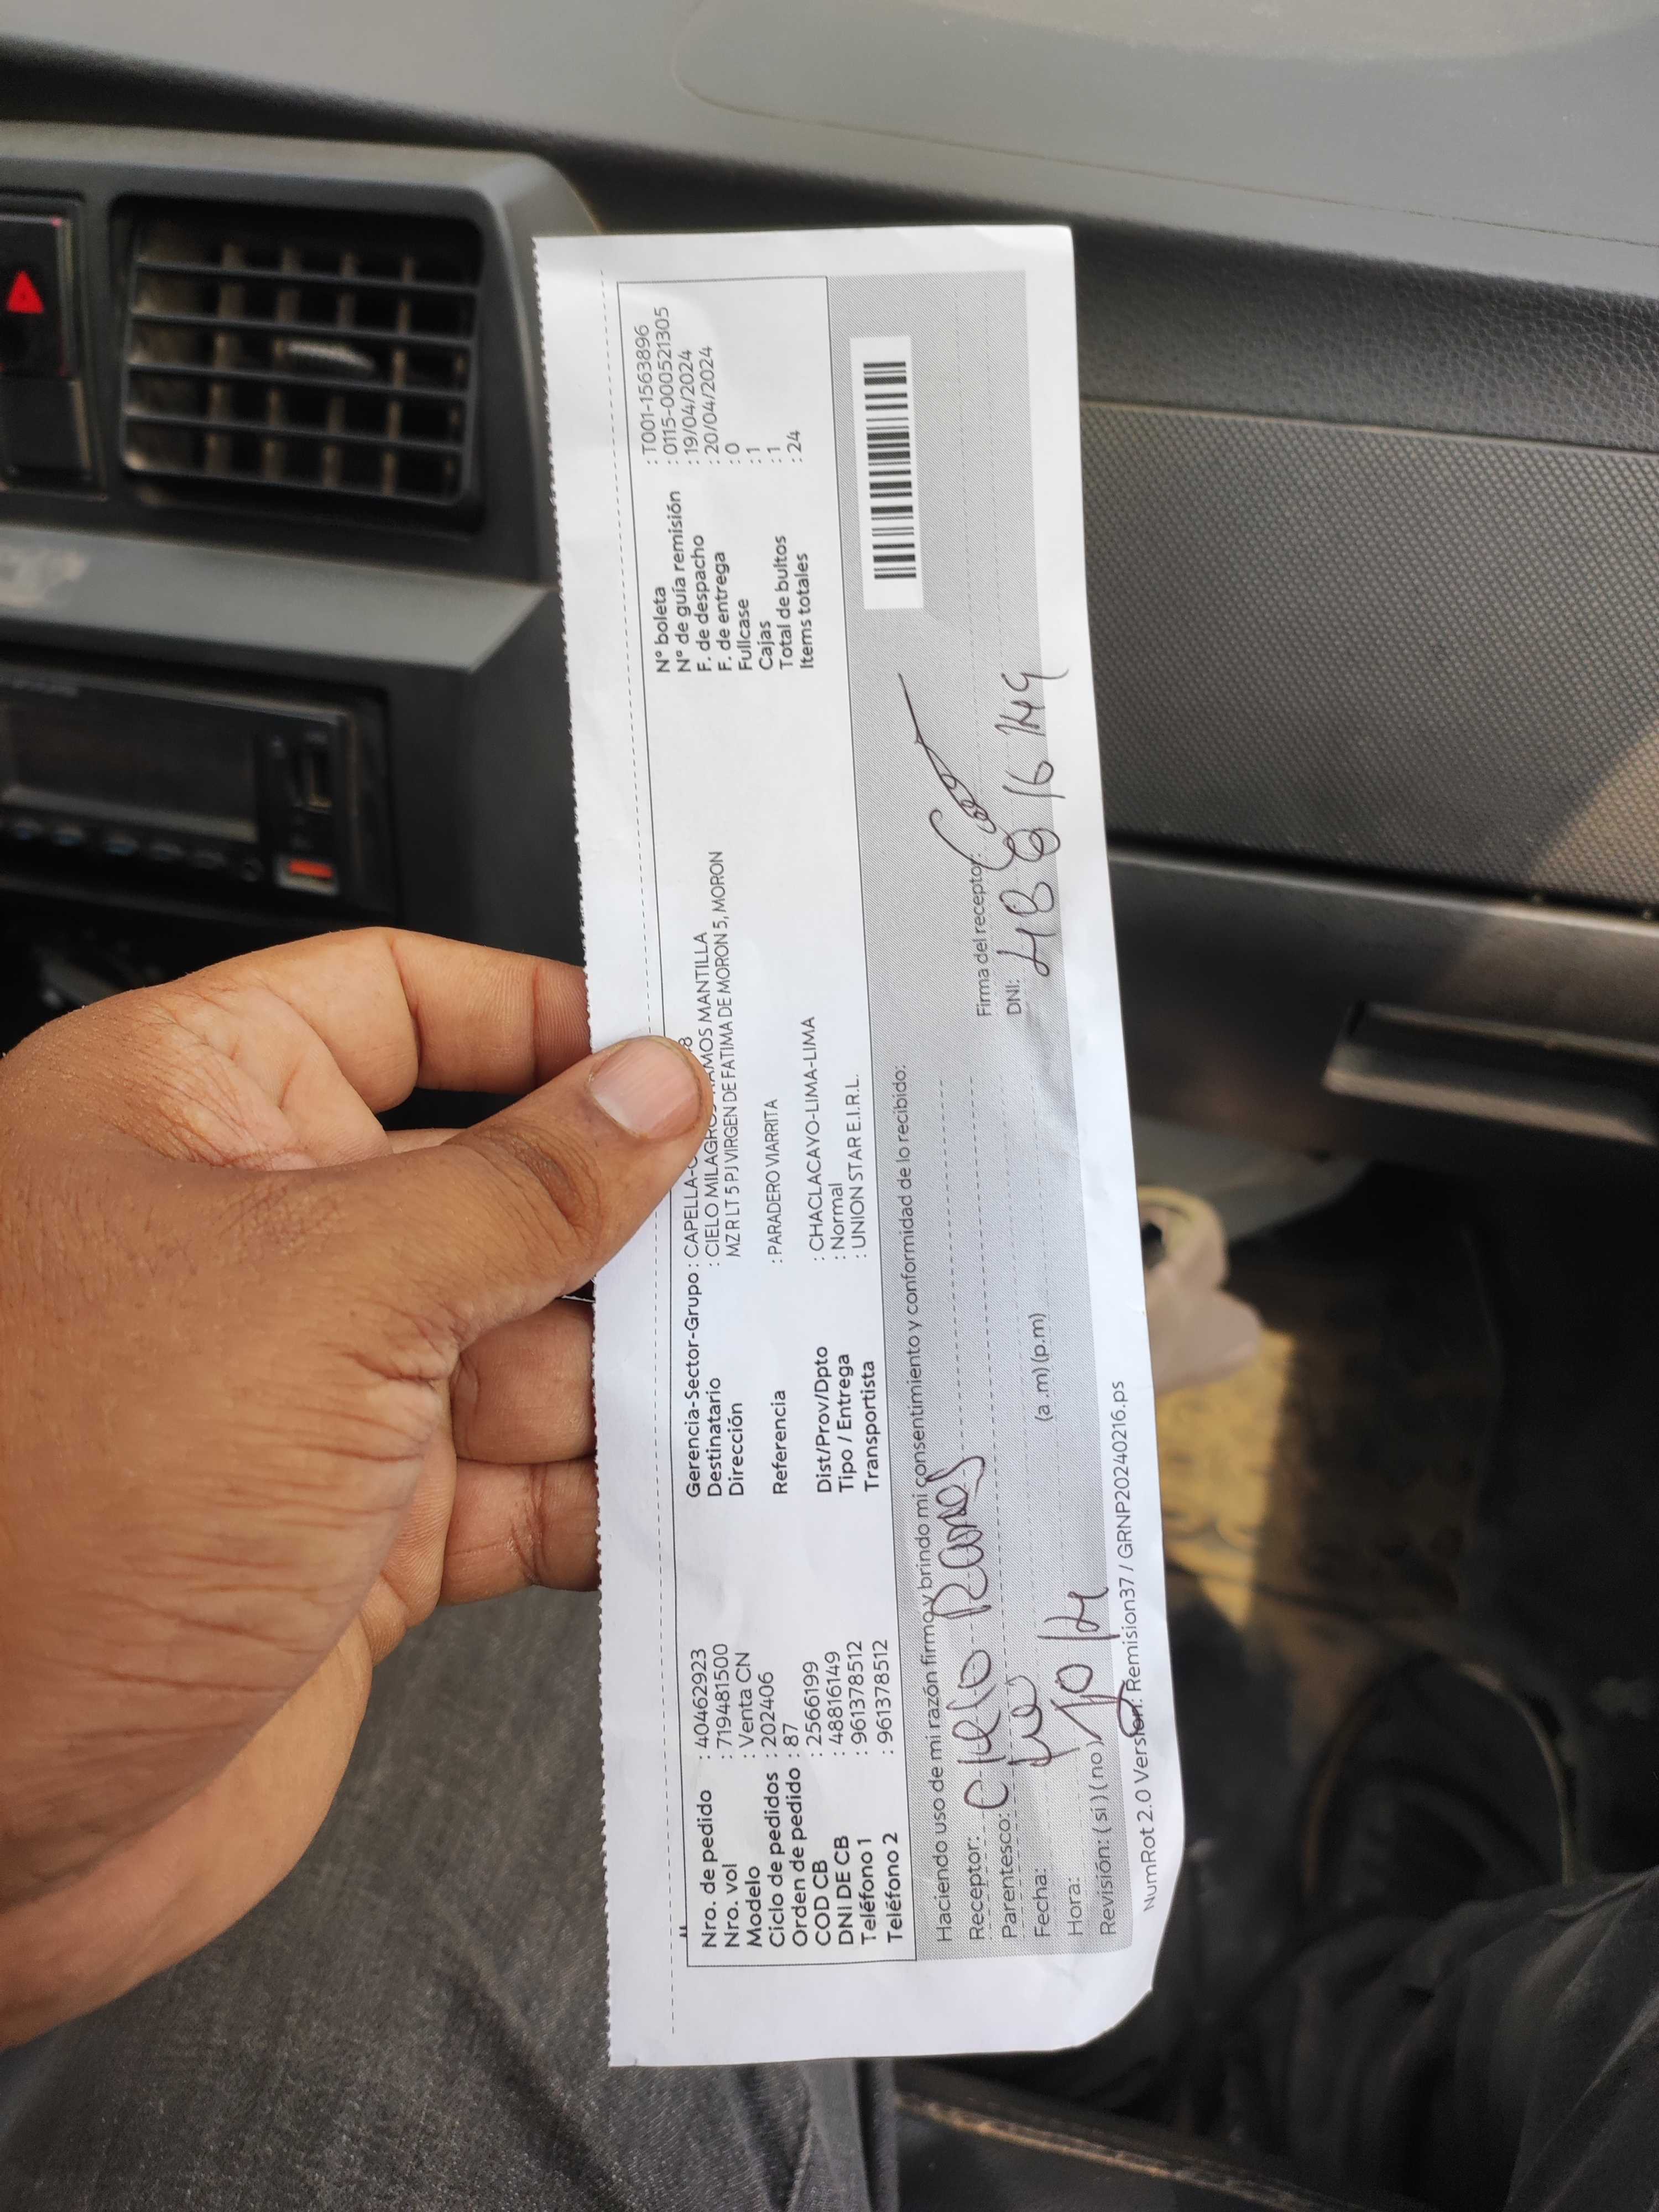 Nro. de pedido : 40462923
Nro. vol : 719481500
Modelo : Venta CN
Ciclo de pedidos : 202406
Orden de pedido : 87
COD CB : 2566199
DNI DE CB : 48816149
Teléfono 1 : 961378512
Teléfono 2 : 961378512
Gerencia-Sector-Grupo : CAPELLA-
Destinatario : CIELO MILAGROS RAMOS MANTILLA
Dirección MZ R LT 5 PJ VIRGEN DE FATIMA DE MORON 5, MORON
Referencia : PARADERO VIARRITA
Dist/Prov/Dpto : CHACLACAYO-LIMA-LIMA
Tipo / Entrega : Normal
Transportista : UNION STAR E.I.R.L.
N° boleta : T001-1563896
N° de guía remisión : 0115-000521305
F. de despacho : 19/04/2024
F. de entrega : 20/04/2024
Fullcase : 0
Cajas : 1
Total de bultos : 1
Items totales : 24
Haciendo uso de mi razón firmo y brindo mi consentimiento y conformidad de lo recibido:
Receptor: Cielo Ramos
Parentesco:
Fecha:
Hora: (a.m) (p.m)
Revisión: ( si ) ( no )
Firma del receptor:
DNI: 48816149
NumRot 2.0 Version: Remision37 / GRNP20240216.ps